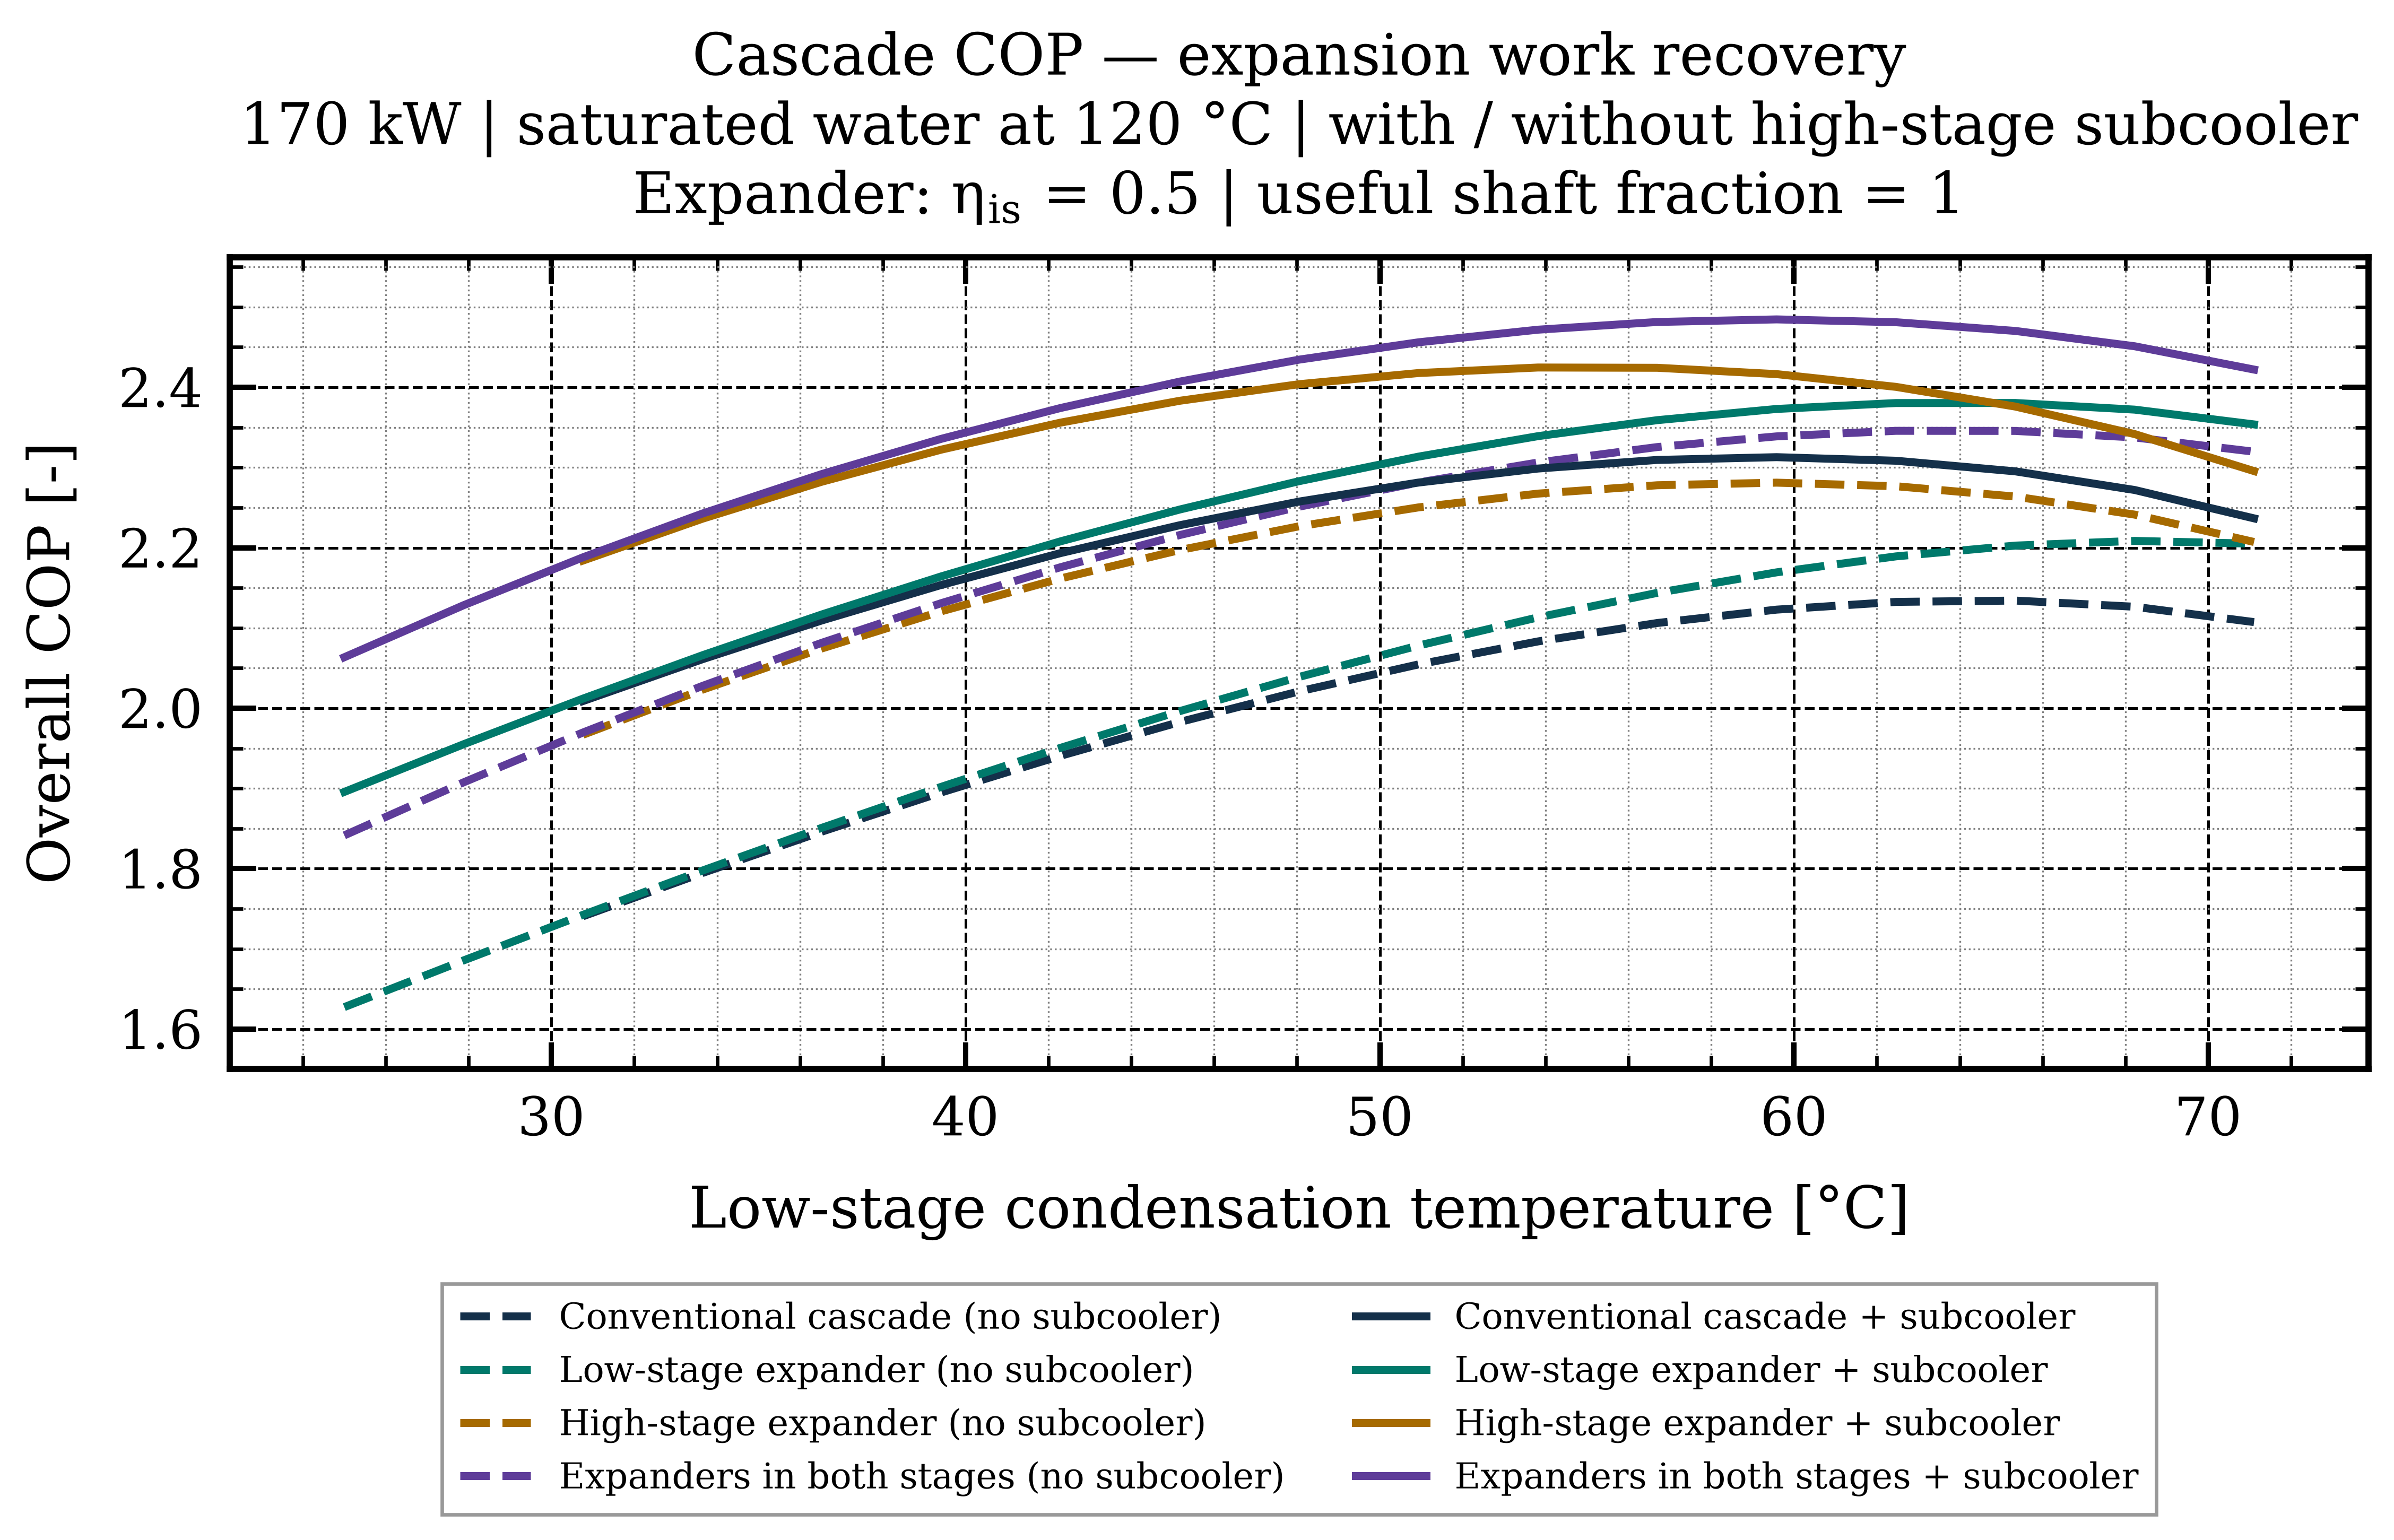 Cascade COP — expansion work recovery
170 kW | saturated water at 120 °C | with / without high-stage subcooler
Expander: ηis = 0.5 | useful shaft fraction = 1
Overall COP [-]
2.4
2.2
2.0
1.8
1.6
30 40 50 60 70
Low-stage condensation temperature [°C]
Conventional cascade (no subcooler)
Low-stage expander (no subcooler)
High-stage expander (no subcooler)
Expanders in both stages (no subcooler)
Conventional cascade + subcooler
Low-stage expander + subcooler
High-stage expander + subcooler
Expanders in both stages + subcooler